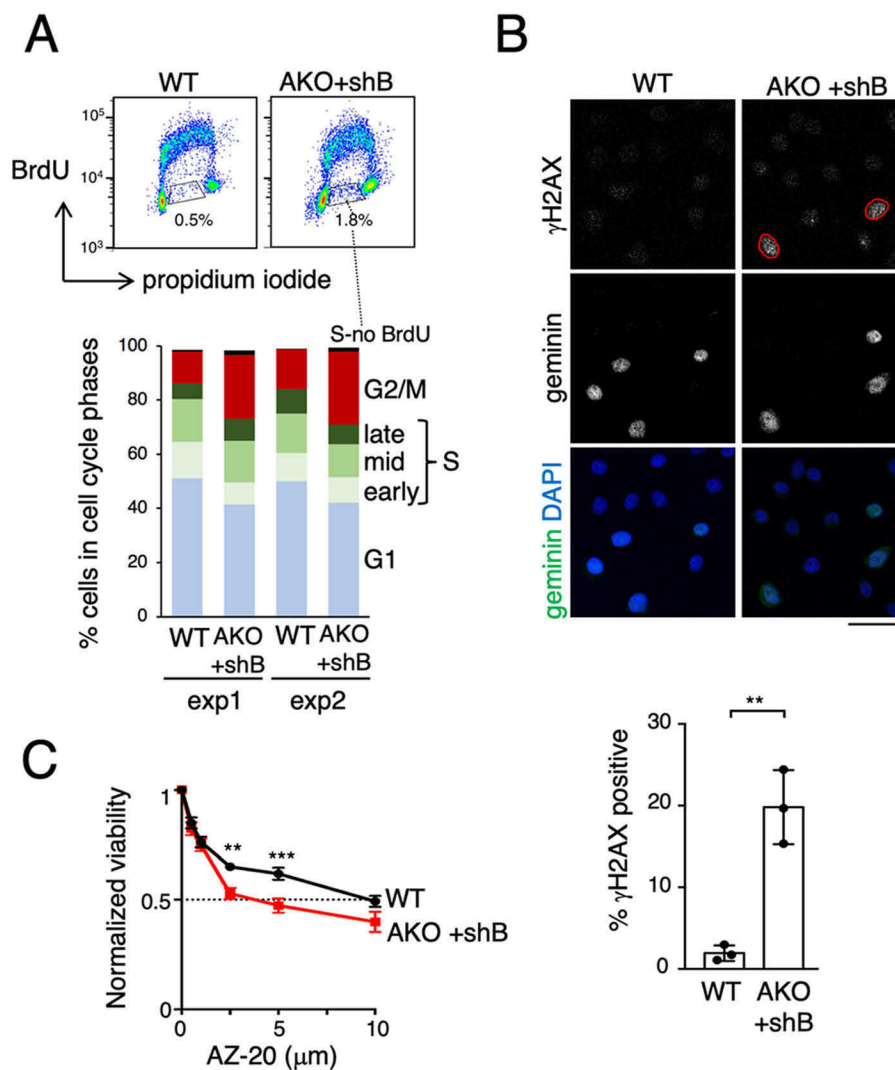 A
WT
AKO+shB
10⁵
BrdU
10⁴
10³
0.5%
1.8%
propidium iodide
S-no BrdU
% cells in cell cycle phases
100
80
60
40
20
0
G2/M
late
mid
early
S
G1
WT
AKO
+shB
WT
AKO
+shB
exp1
exp2
B
WT
AKO +shB
γH2AX
geminin
geminin DAPI
% γH2AX positive
30
20
10
0
**
WT
AKO
+shB
C
Normalized viability
1
0.5
0
**
***
WT
AKO +shB
0
5
10
AZ-20 (μm)